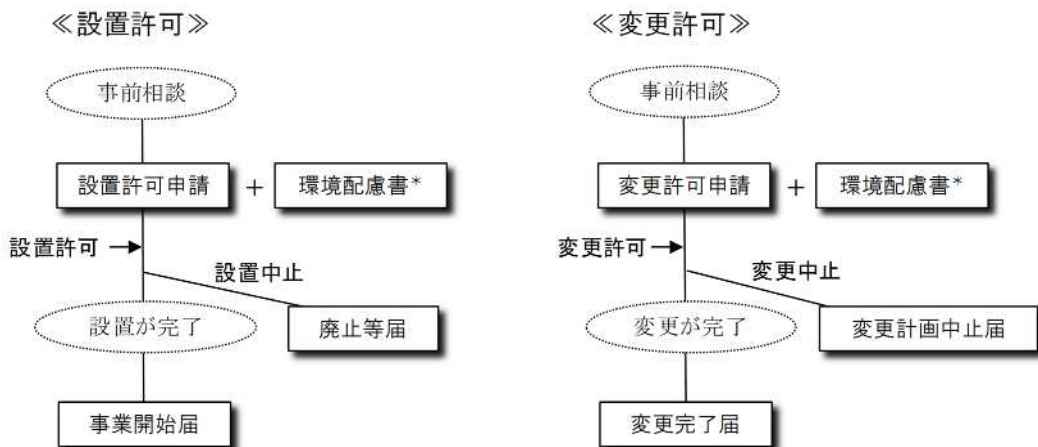 ≪設置許可≫
事前相談
設置許可申請 + 環境配慮書*
設置許可
設置中止
設置が完了
廃止等届
事業開始届
≪変更許可≫
事前相談
変更許可申請 + 環境配慮書*
変更許可
変更中止
変更が完了
変更計画中止届
変更完了届